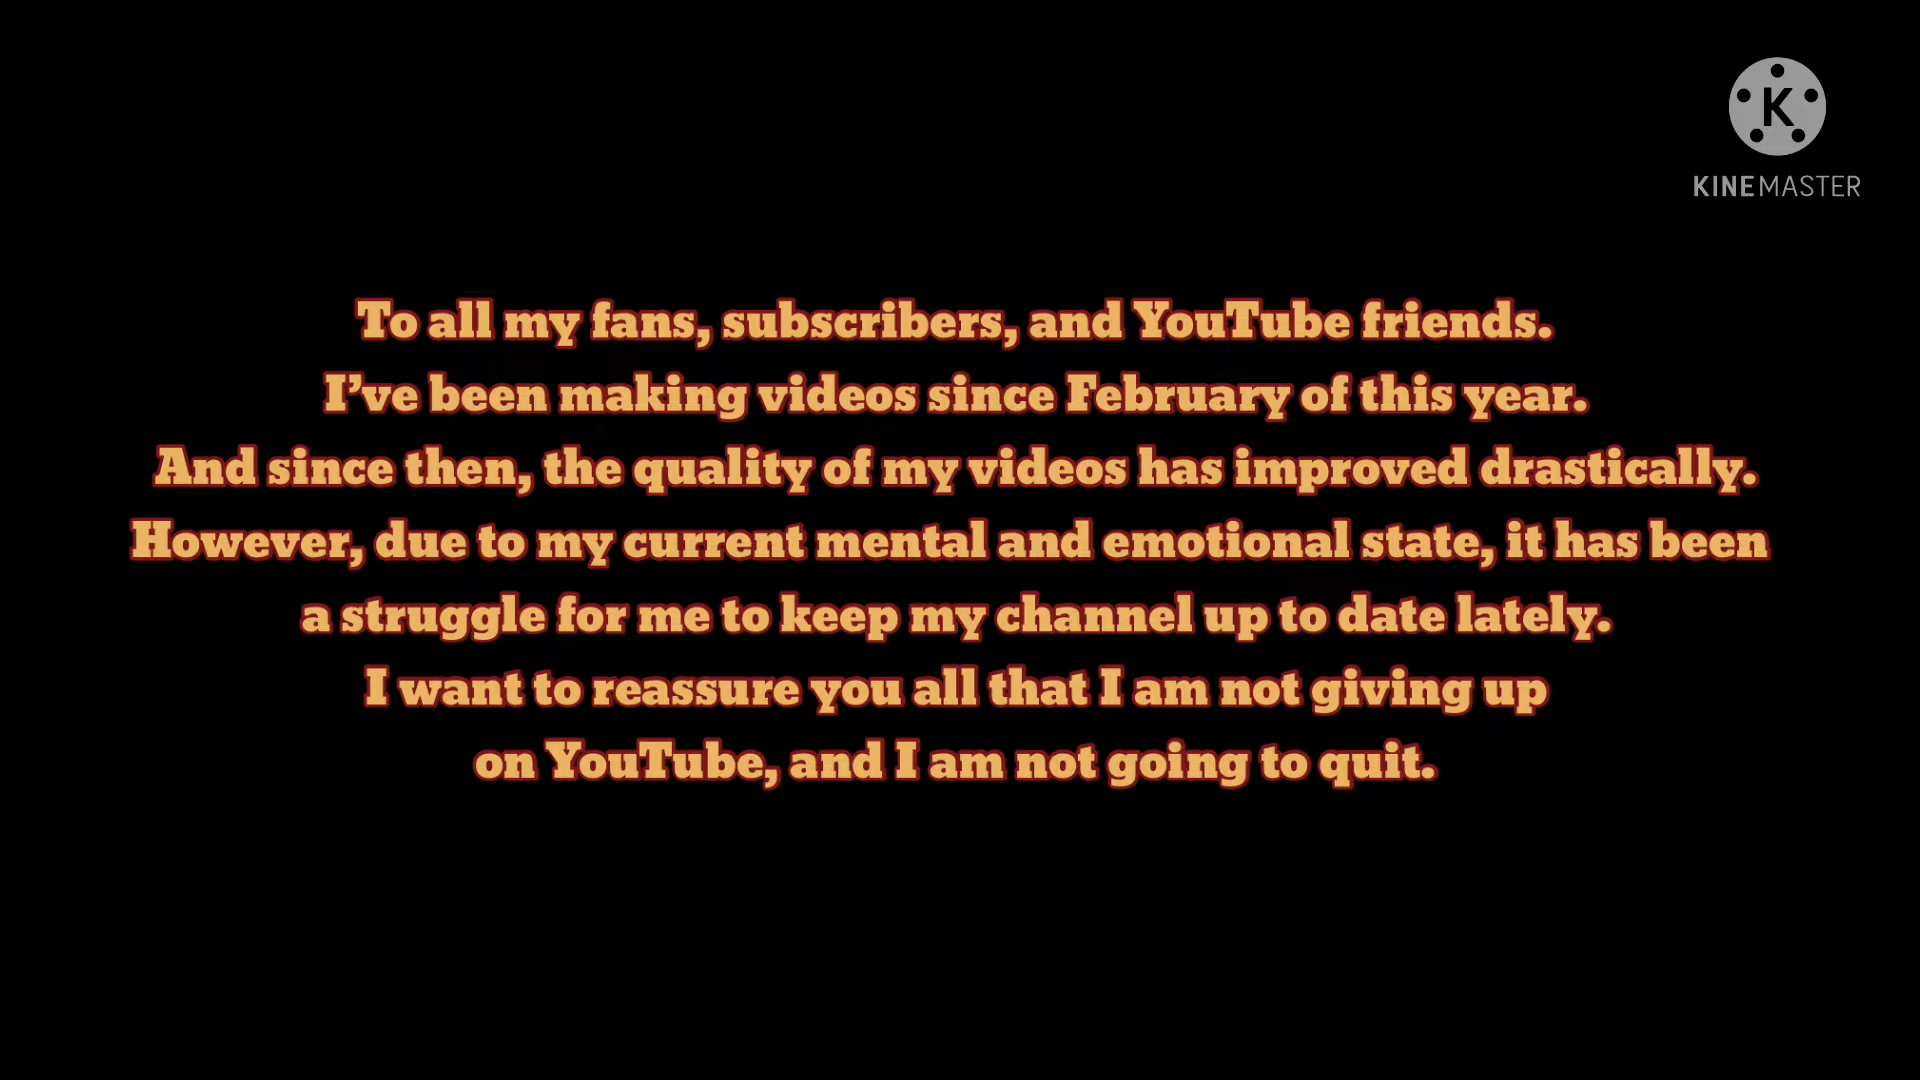 K
KINEMASTER
To all my fans, subscribers, and YouTube friends.
I've been making videos since February of this year.
And since then, the quality of my videos has improved drastically.
However, due to my current mental and emotional state, it has been
a struggle for me to keep my channel up to date lately.
I want to reassure you all that I am not giving up
on YouTube, and I am not going to quit.